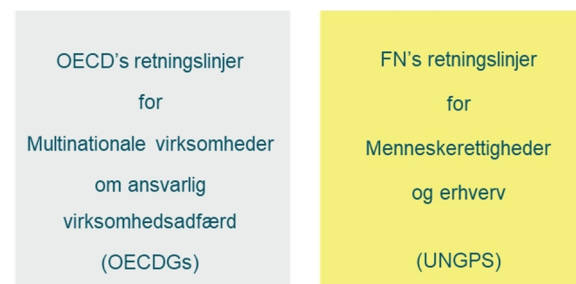 OECD's retningslinjer
for
Multinationale virksomheder
om ansvarlig
virksomhedsadfærd
(OECDGs)
FN's retningslinjer
for
Menneskerettigheder
og erhverv
(UNGPS)